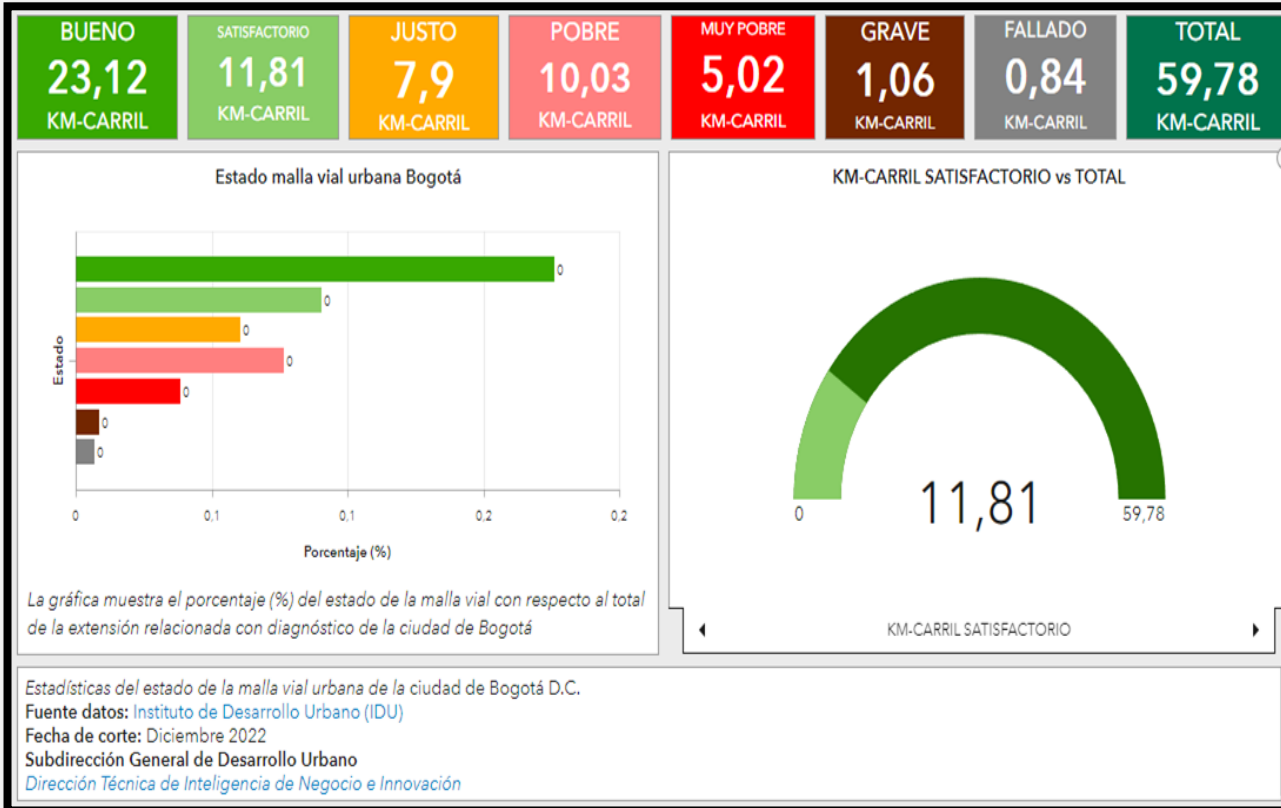 BUENO
23,12
KM-CARRIL
SATISFACTORIO
11,81
KM-CARRIL
JUSTO
7,9
KM-CARRIL
POBRE
10,03
KM-CARRIL
MUY POBRE
5,02
KM-CARRIL
GRAVE
1,06
KM-CARRIL
FALLADO
0,84
KM-CARRIL
TOTAL
59,78
KM-CARRIL
Estado malla vial urbana Bogotá
Estado
0
0
0
0
0
0
0
0
0,1
0,1
0,2
0,2
Porcentaje (%)
La gráfica muestra el porcentaje (%) del estado de la malla vial con respecto al total
de la extensión relacionada con diagnóstico de la ciudad de Bogotá
KM-CARRIL SATISFACTORIO vs TOTAL
11,81
0
59,78
KM-CARRIL SATISFACTORIO
Estadísticas del estado de la malla vial urbana de la ciudad de Bogotá D.C.
Fuente datos: Instituto de Desarrollo Urbano (IDU)
Fecha de corte: Diciembre 2022
Subdirección General de Desarrollo Urbano
Dirección Técnica de Inteligencia de Negocio e Innovación